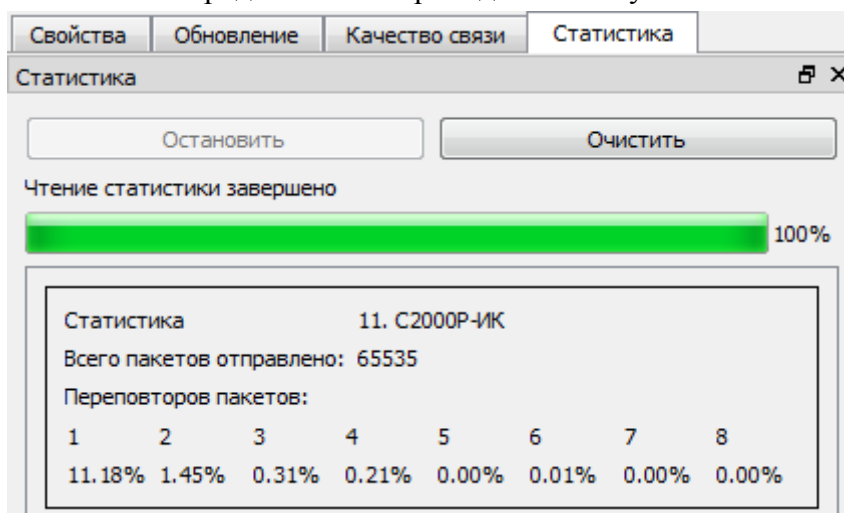 Свойства Обновление Качество связи Статистика
Статистика
Остановить Очистить
Чтение статистики завершено
100%
Статистика 11. С2000Р-ИК
Всего пакетов отправлено: 65535
Переповторов пакетов:
1 2 3 4 5 6 7 8
11.18% 1.45% 0.31% 0.21% 0.00% 0.01% 0.00% 0.00%